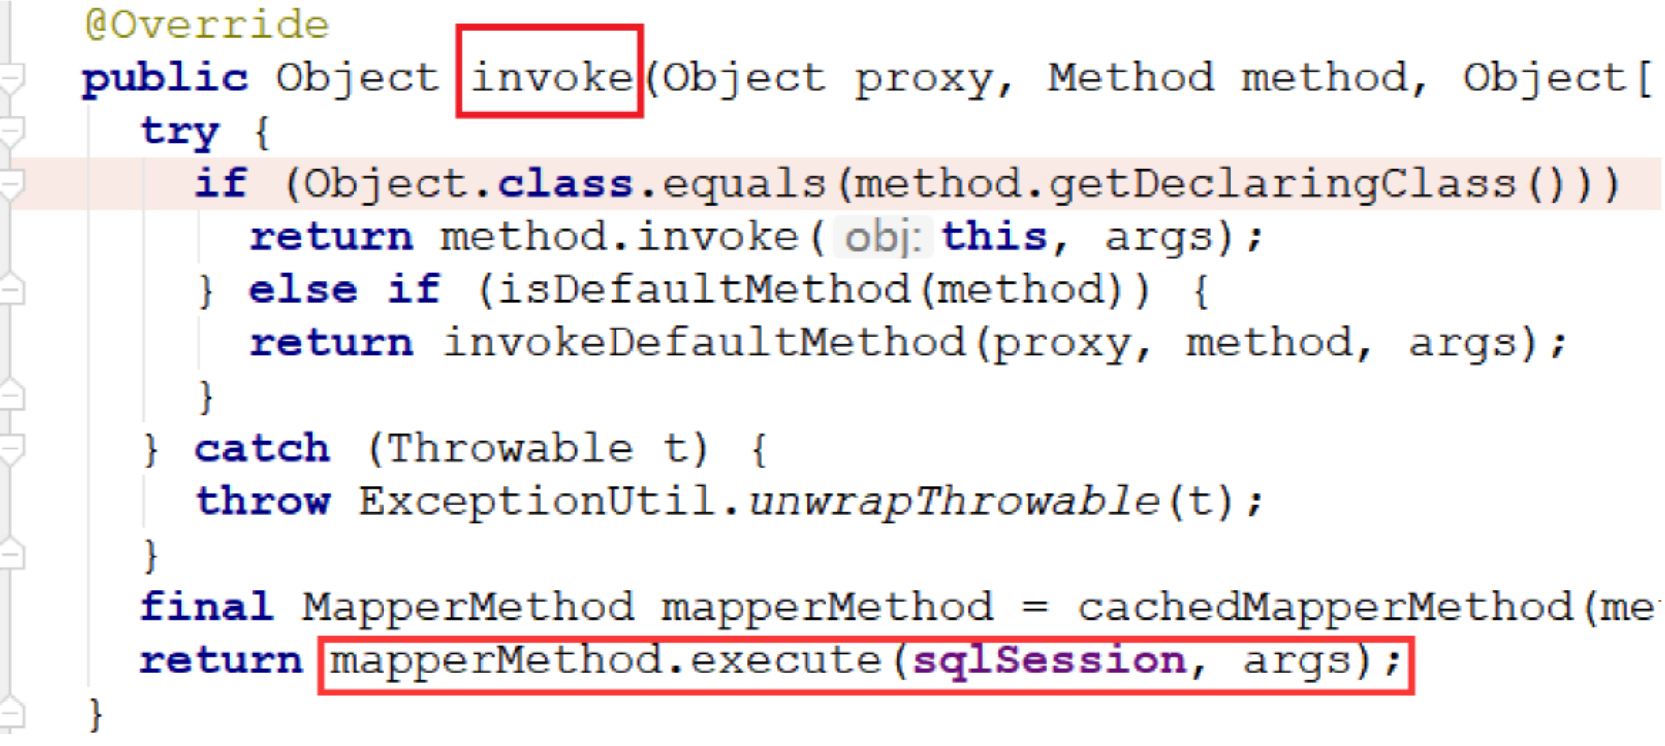 @Override
public Object invoke(Object proxy, Method method, Object[
try {
if (Object.class.equals(method.getDeclaringClass()))
return method.invoke( obj: this, args);
} else if (isDefaultMethod(method)) {
return invokeDefaultMethod(proxy, method, args);
}
} catch (Throwable t) {
throw ExceptionUtil.unwrapThrowable(t);
}
final MapperMethod mapperMethod = cachedMapperMethod(me
return mapperMethod.execute(sqlSession, args);
}